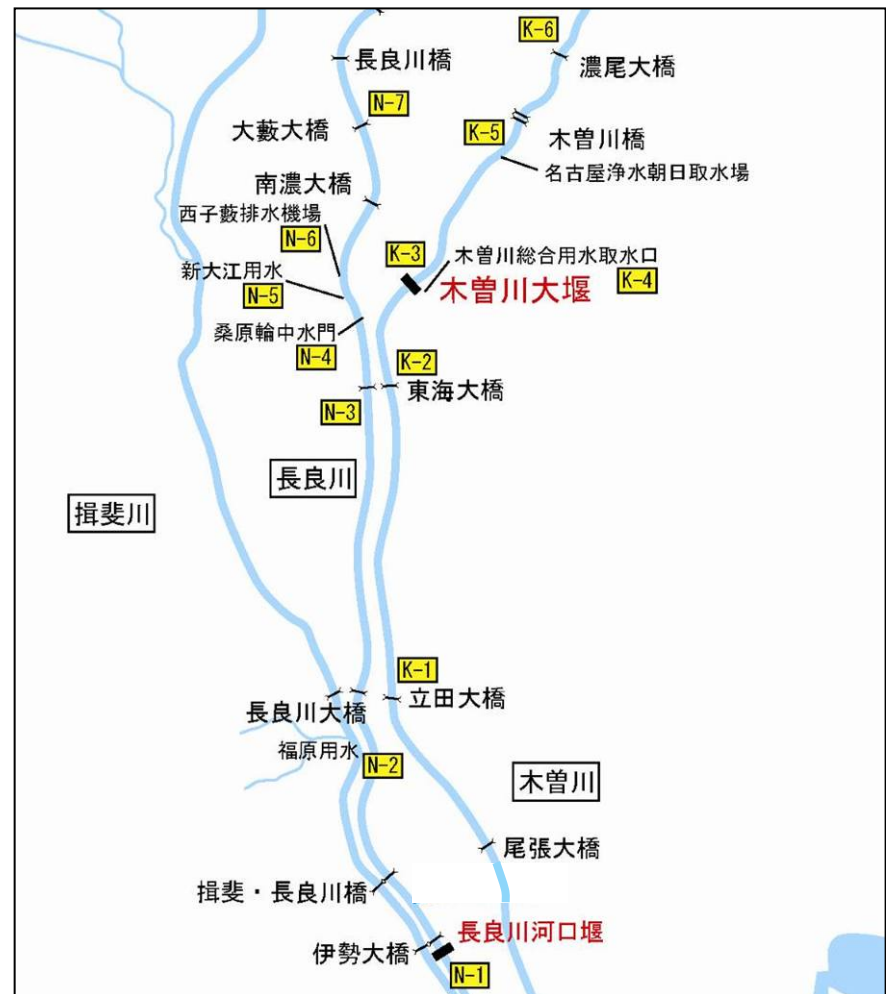 K-6
長良川橋
濃尾大橋
N-7
大藪大橋
K-5
木曽川橋
名古屋浄水朝日取水場
南濃大橋
西子藪排水機場
N-6
K-3
木曽川総合用水取水口
K-4
新大江用水
N-5
木曽川大堰
桑原輪中水門
N-4
K-2
N-3
東海大橋
長良川
揖斐川
K-1
長良川大橋
立田大橋
福原用水
N-2
木曽川
尾張大橋
揖斐・長良川橋
長良川河口堰
伊勢大橋
N-1